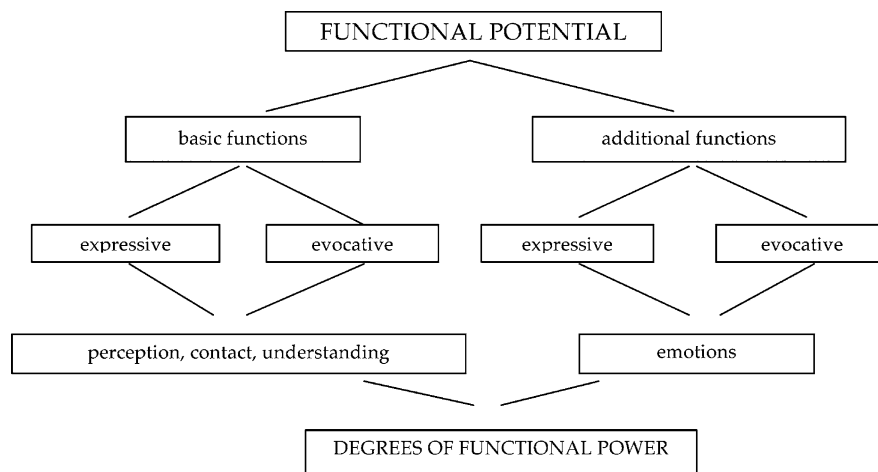 FUNCTIONAL POTENTIAL
basic functions
additional functions
expressive
evocative
expressive
evocative
perception, contact, understanding
emotions
DEGREES OF FUNCTIONAL POWER